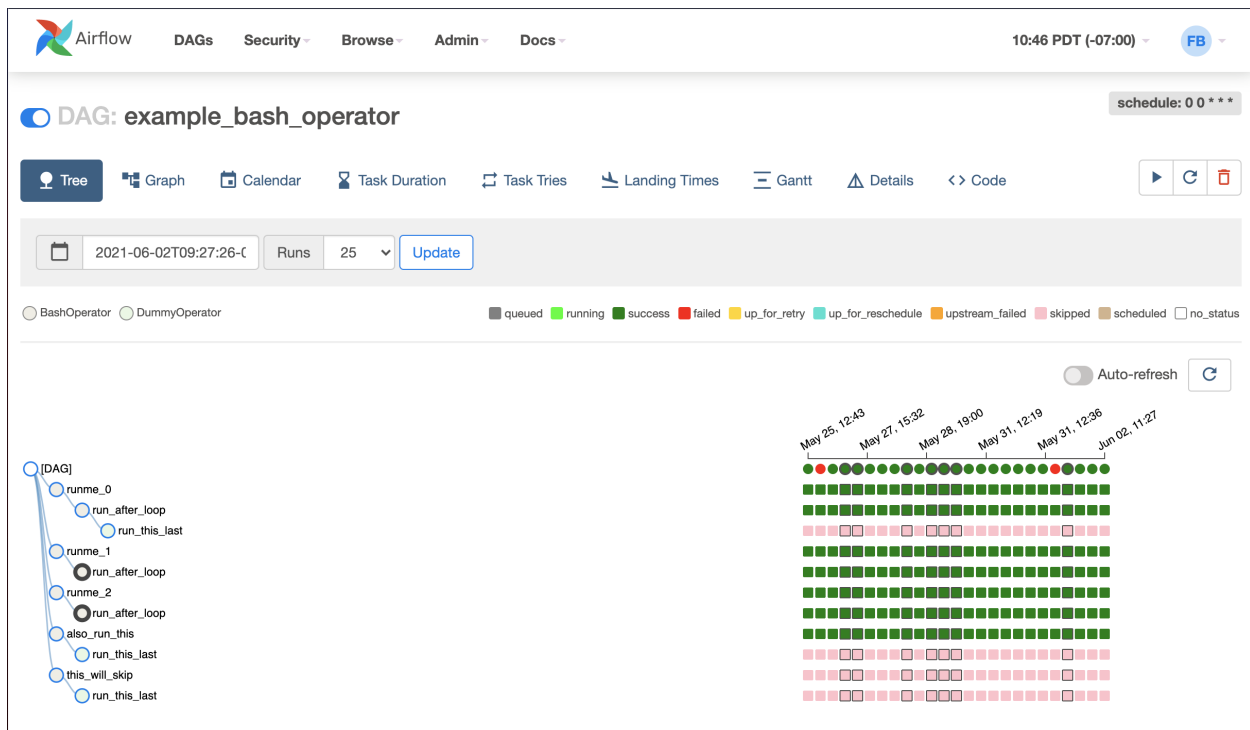 Airflow DAGs Security Browse Admin Docs 10:46 PDT (-07:00) FB
schedule: 0 0 * * *
DAG: example_bash_operator
Tree Graph Calendar Task Duration Task Tries Landing Times Gantt Details Code
2021-06-02T09:27:26-0 Runs 25 Update
BashOperator DummyOperator queued running success failed up_for_retry up_for_reschedule upstream_failed skipped scheduled no_status
Auto-refresh
May 25, 12:43 May 27, 15:32 May 28, 19:00 May 31, 12:19 May 31, 12:36 Jun 02, 11:27
[DAG]
runme_0
run_after_loop
run_this_last
runme_1
run_after_loop
runme_2
run_after_loop
also_run_this
run_this_last
this_will_skip
run_this_last